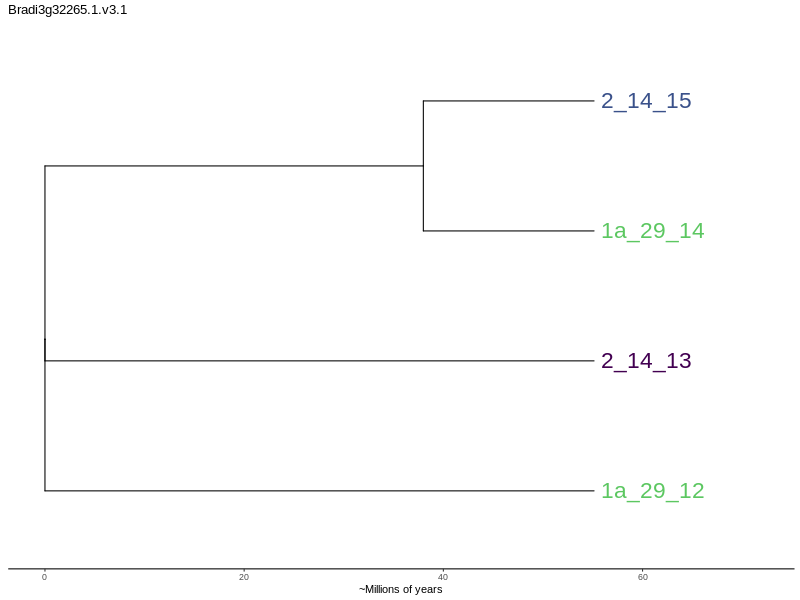 Bradi3g32265.1.v3.1
2_14_15
1a_29_14
2_14_13
1a_29_12
0 20 40 60
~Millions of years